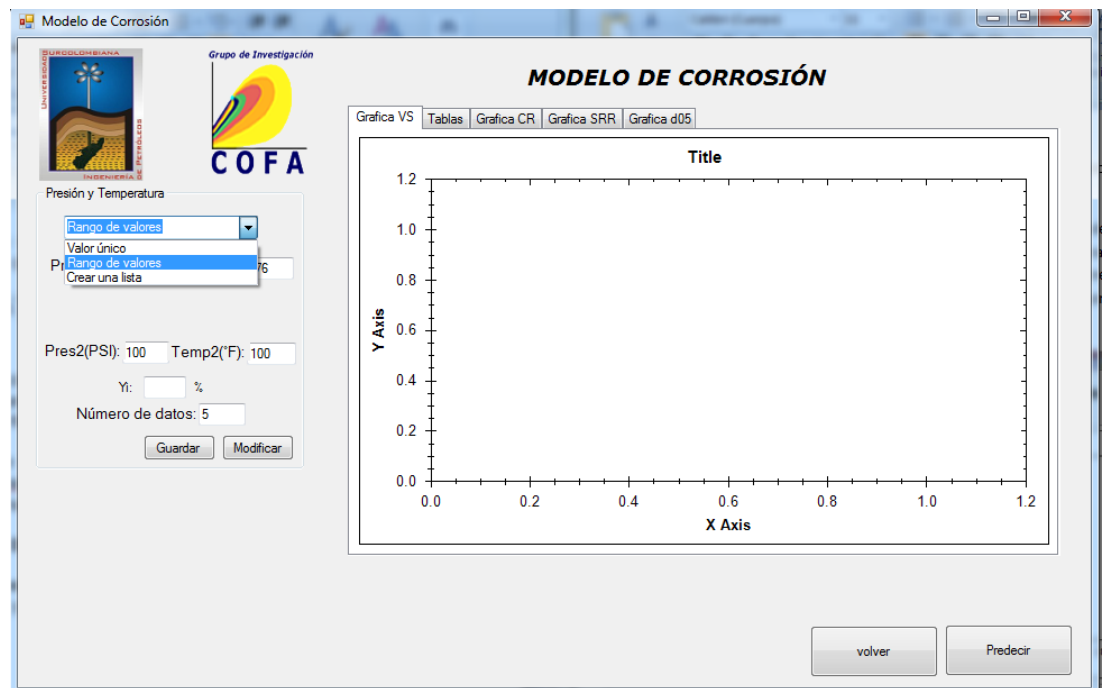 Modelo de Corrosión
SURCOLOMBIANA
UNIVERSIDAD
INGENIERÍA
DE PETRÓLEOS
Grupo de Investigación
COFA
MODELO DE CORROSIÓN
Grafica VS Tablas Grafica CR Grafica SRR Grafica d05
Presión y Temperatura
Rango de valores
Valor único
Rango de valores
Crear una lista
76
Pres2(PSI): 100 Temp2(°F): 100
Yi: %
Número de datos: 5
Guardar Modificar
Title
1.2
1.0
0.8
0.6
0.4
0.2
0.0
Y Axis
0.0 0.2 0.4 0.6 0.8 1.0 1.2
X Axis
volver Predecir